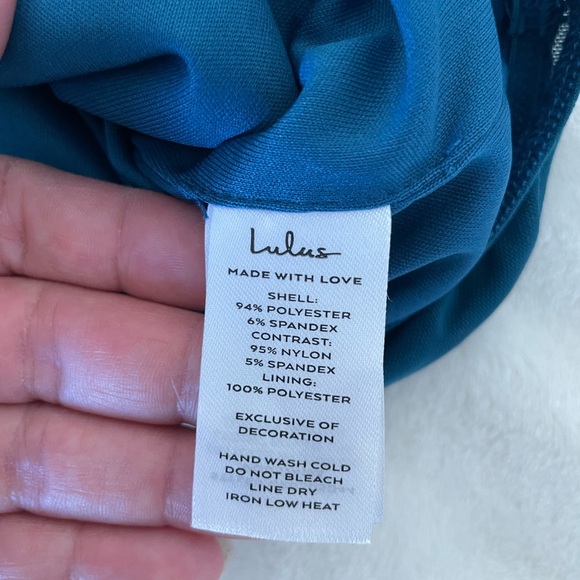 Lulus
MADE WITH LOVE
SHELL:
94% POLYESTER
6% SPANDEX
CONTRAST:
95% NYLON
5% SPANDEX
LINING:
100% POLYESTER
EXCLUSIVE OF
DECORATION
HAND WASH COLD
DO NOT BLEACH
LINE DRY
IRON LOW HEAT